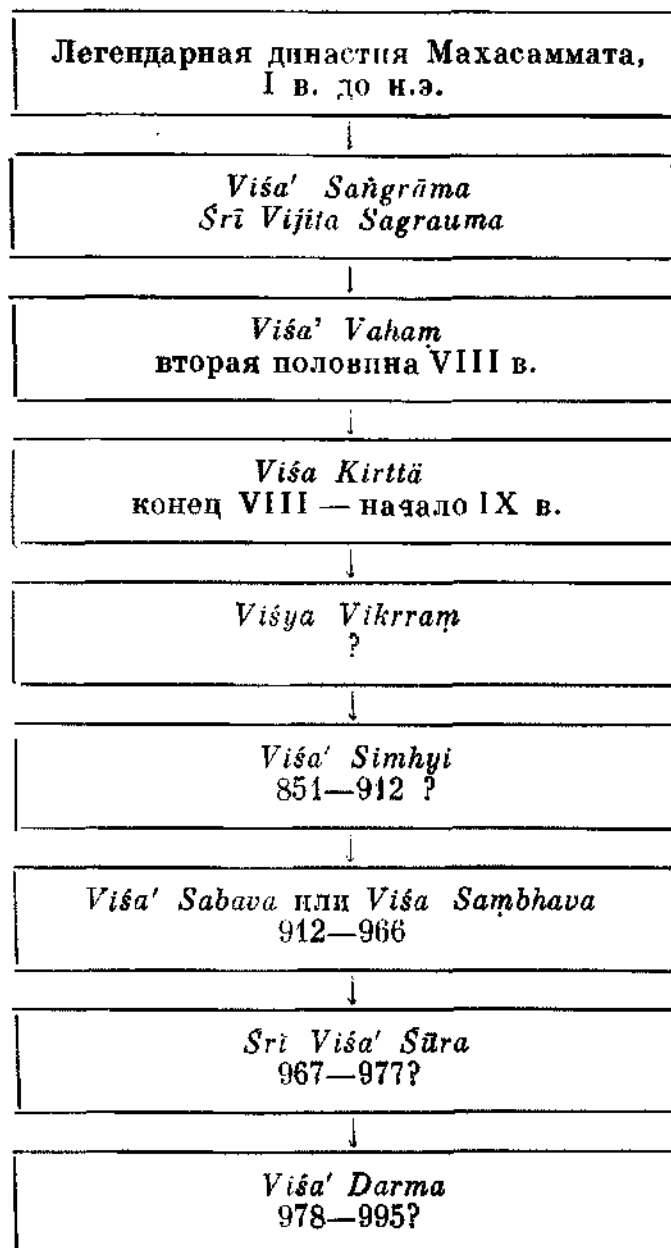 Легендарная династия Махасаммата,
I в. до н.э.
Viśa' Saṅgrāma
Śrī Vijita Sagrauma
Viśa' Vahaṃ
вторая половина VIII в.
Viśa Kīrttä
конец VIII — начало IX в.
Viśya Vikrraṃ
?
Viśa' Siṃhyi
851—912 ?
Viśa' Sabava или Viśa Saṃbhava
912—966
Śrī Viśa' Śūra
967—977?
Viśa' Darma
978—995?